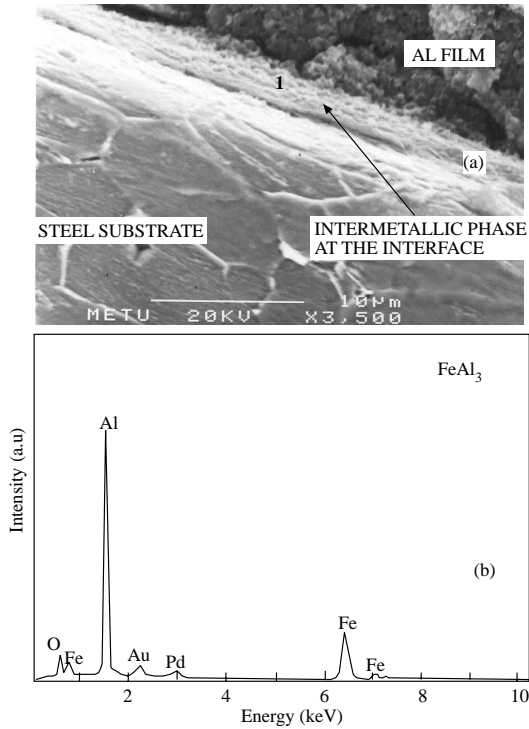 AL FILM
1
(a)
STEEL SUBSTRATE
INTERMETALLIC PHASE
AT THE INTERFACE
10µm
METU 20KV X3,500
FeAl3
Al
Intensity (a.u)
(b)
O
Fe
Au
Pd
Fe
Fe
2 4 6 8 10
Energy (keV)